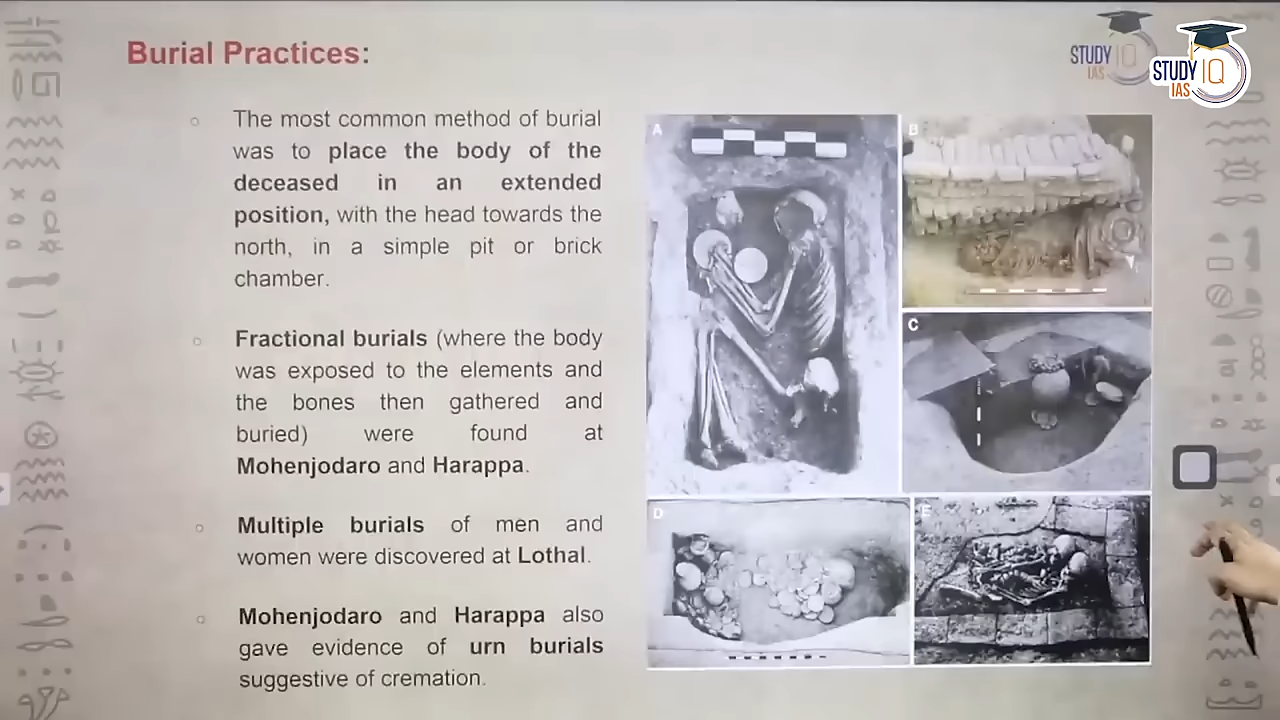 Burial Practices:
STUDY IQ
IAS
STUDY IQ
IAS
The most common method of burial
was to place the body of the
deceased in an extended
position, with the head towards the
north, in a simple pit or brick
chamber.
Fractional burials (where the body
was exposed to the elements and
the bones then gathered and
buried) were found at
Mohenjodaro and Harappa.
Multiple burials of men and
women were discovered at Lothal.
Mohenjodaro and Harappa also
gave evidence of urn burials
suggestive of cremation.
A
B
C
D
E